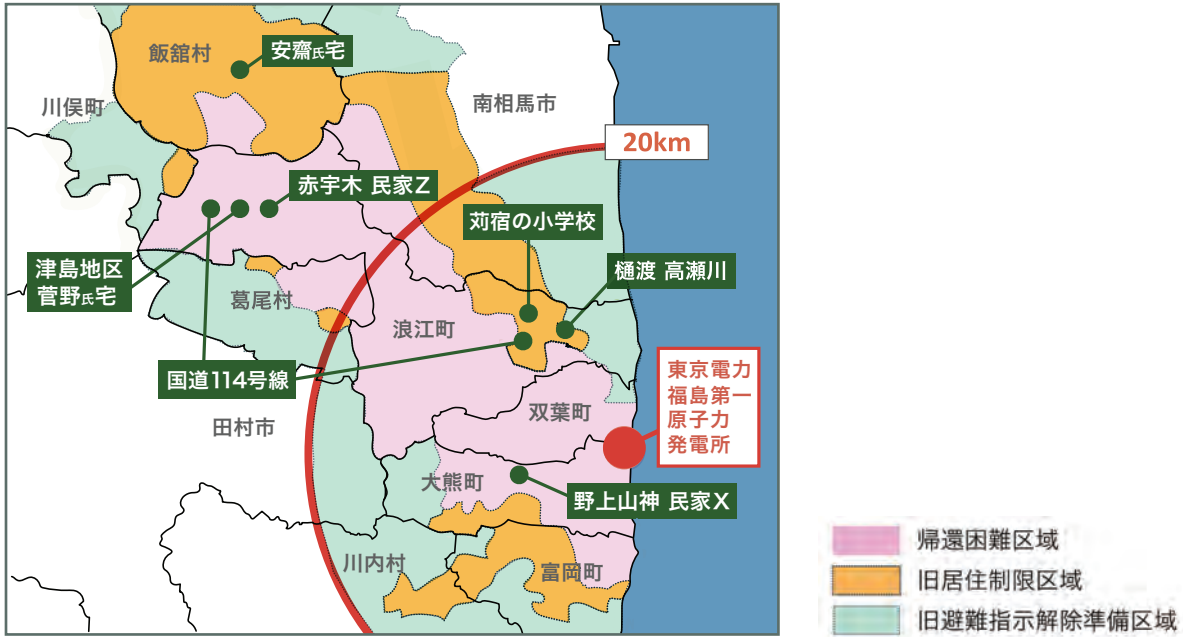 飯舘村
安齋氏宅
川俣町
南相馬市
20km
赤宇木 民家Z
苅宿の小学校
津島地区
菅野氏宅
樋渡 高瀬川
葛尾村
浪江町
国道114号線
東京電力
福島第一
原子力
発電所
双葉町
田村市
大熊町
野上山神 民家X
川内村
富岡町
帰還困難区域
旧居住制限区域
旧避難指示解除準備区域